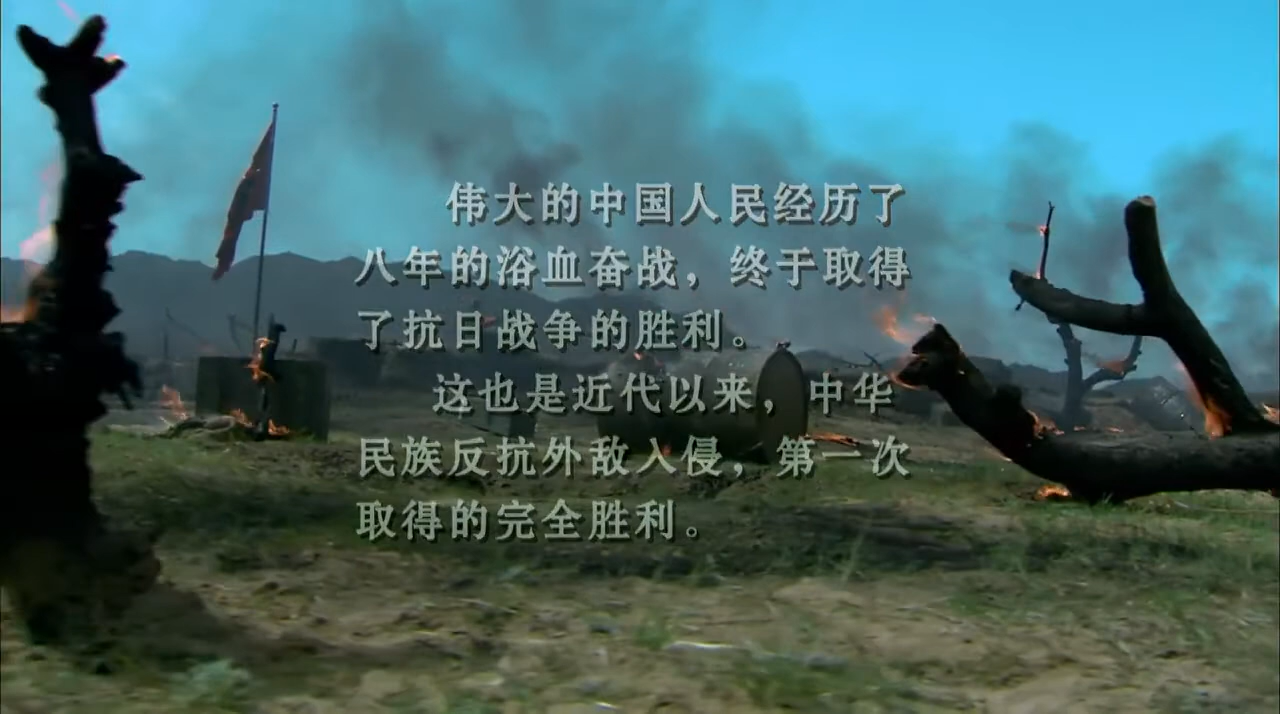 伟大的中国人民经历了
八年的浴血奋战，终于取得
了抗日战争的胜利。
这也是近代以来，中华
民族反抗外敌入侵，第一次
取得的完全胜利。